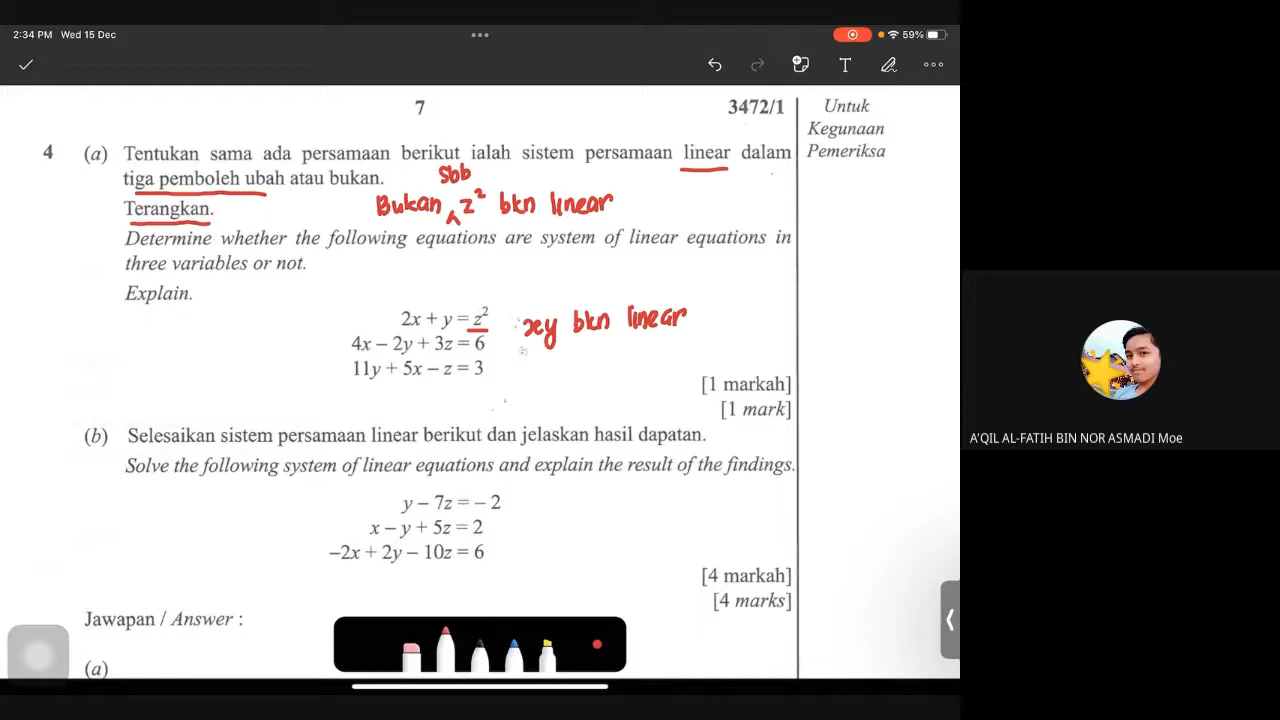 2:34 PM Wed 15 Dec
59%
7
3472/1
Untuk
Kegunaan
Pemeriksa
4 (a) Tentukan sama ada persamaan berikut ialah sistem persamaan linear dalam
tiga pemboleh ubah atau bukan.
Sbb
Terangkan.
Bukan ^ z² bkn linear
Determine whether the following equations are system of linear equations in
three variables or not.
Explain.
2x + y = z²
xy bkn linear
4x − 2y + 3z = 6
11y + 5x − z = 3
[1 markah]
[1 mark]
(b) Selesaikan sistem persamaan linear berikut dan jelaskan hasil dapatan.
Solve the following system of linear equations and explain the result of the findings.
y − 7z = − 2
x − y + 5z = 2
−2x + 2y − 10z = 6
[4 markah]
[4 marks]
Jawapan / Answer :
(a)
A'QIL AL-FATIH BIN NOR ASMADI Moe